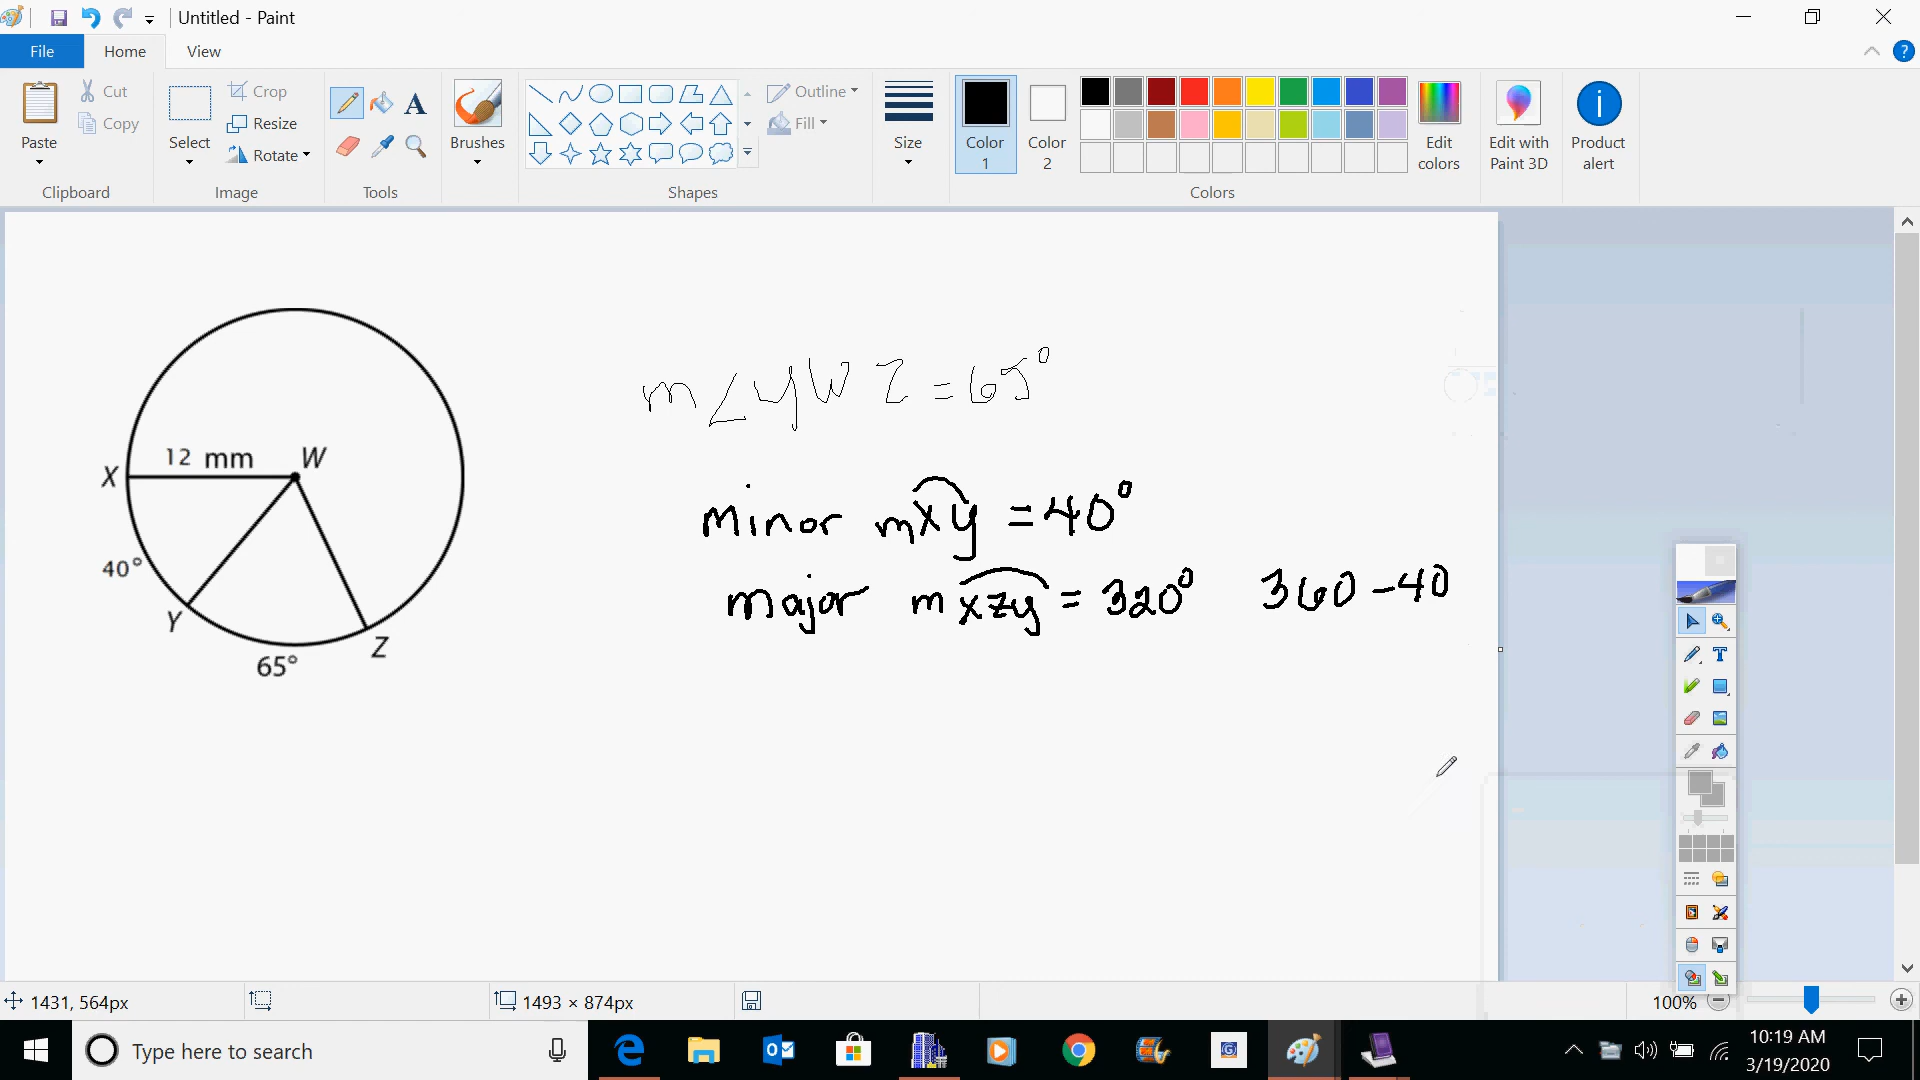 Untitled - Paint
File Home View
Paste
Cut
Copy
Clipboard
Select
Crop
Resize
Rotate
Image
A
Tools
Brushes
Outline
Fill
Shapes
Size
Color 1
Color 2
Edit colors
Colors
Edit with Paint 3D
Product alert
m∠YWZ = 65°
minor mxy = 40°
major mxzy = 320° 360 - 40
X 12 mm W
40°
Y
Z
65°
1431, 564px
1493 × 874px
100%
Type here to search
10:19 AM
3/19/2020